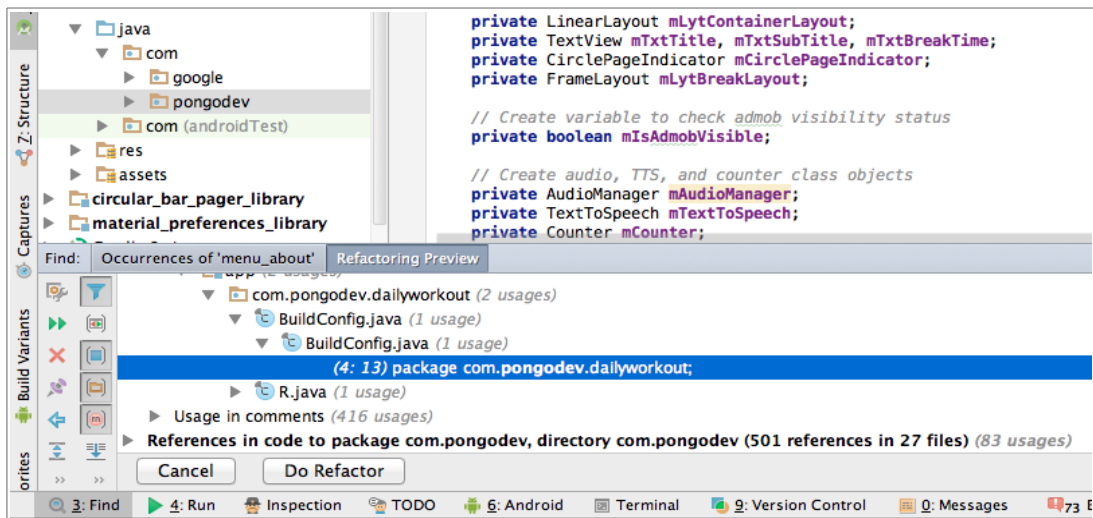 java
com
google
pongodev
com (androidTest)
res
assets
circular_bar_pager_library
material_preferences_library
private LinearLayout mLytContainerLayout;
private TextView mTxtTitle, mTxtSubTitle, mTxtBreakTime;
private CirclePageIndicator mCirclePageIndicator;
private FrameLayout mLytBreakLayout;
// Create variable to check admob visibility status
private boolean mIsAdmobVisible;
// Create audio, TTS, and counter class objects
private AudioManager mAudioManager;
private TextToSpeech mTextToSpeech;
private Counter mCounter;
Z: Structure
Captures
Build Variants
orites
Find: Occurrences of 'menu_about' Refactoring Preview
app (2 usages)
com.pongodev.dailyworkout (2 usages)
BuildConfig.java (1 usage)
BuildConfig.java (1 usage)
(4: 13) package com.pongodev.dailyworkout;
R.java (1 usage)
Usage in comments (416 usages)
References in code to package com.pongodev, directory com.pongodev (501 references in 27 files) (83 usages)
Cancel Do Refactor
3: Find 4: Run Inspection TODO 6: Android Terminal 9: Version Control 0: Messages 73 E